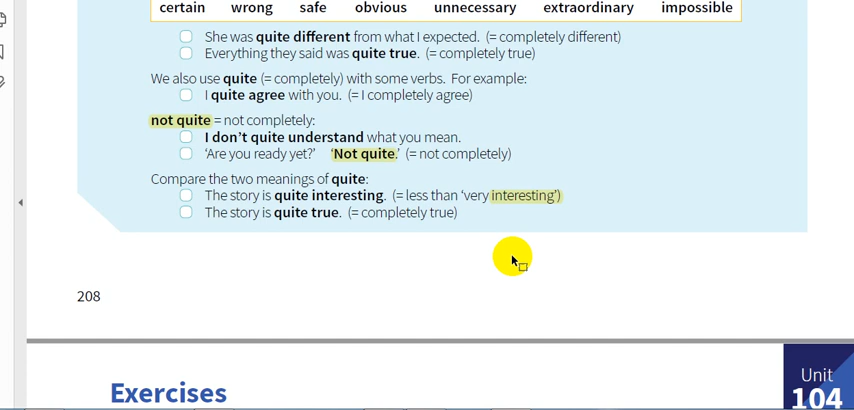 certain wrong safe obvious unnecessary extraordinary impossible
She was quite different from what I expected. (= completely different)
Everything they said was quite true. (= completely true)
We also use quite (= completely) with some verbs. For example:
I quite agree with you. (= I completely agree)
not quite = not completely:
I don’t quite understand what you mean.
‘Are you ready yet?’ ‘Not quite.’ (= not completely)
Compare the two meanings of quite:
The story is quite interesting. (= less than ‘very interesting’)
The story is quite true. (= completely true)
208
Exercises
Unit
104